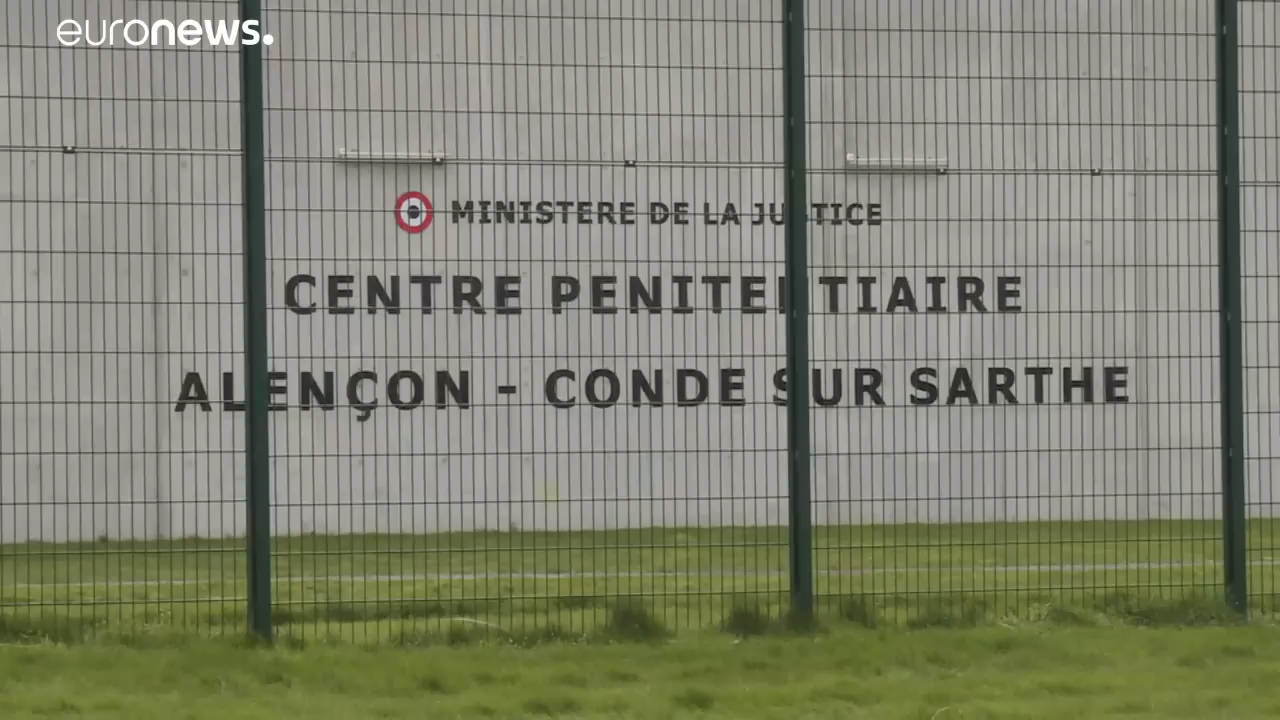 euronews.
MINISTERE DE LA JUSTICE
CENTRE PENITENTIAIRE
ALENÇON - CONDE SUR SARTHE